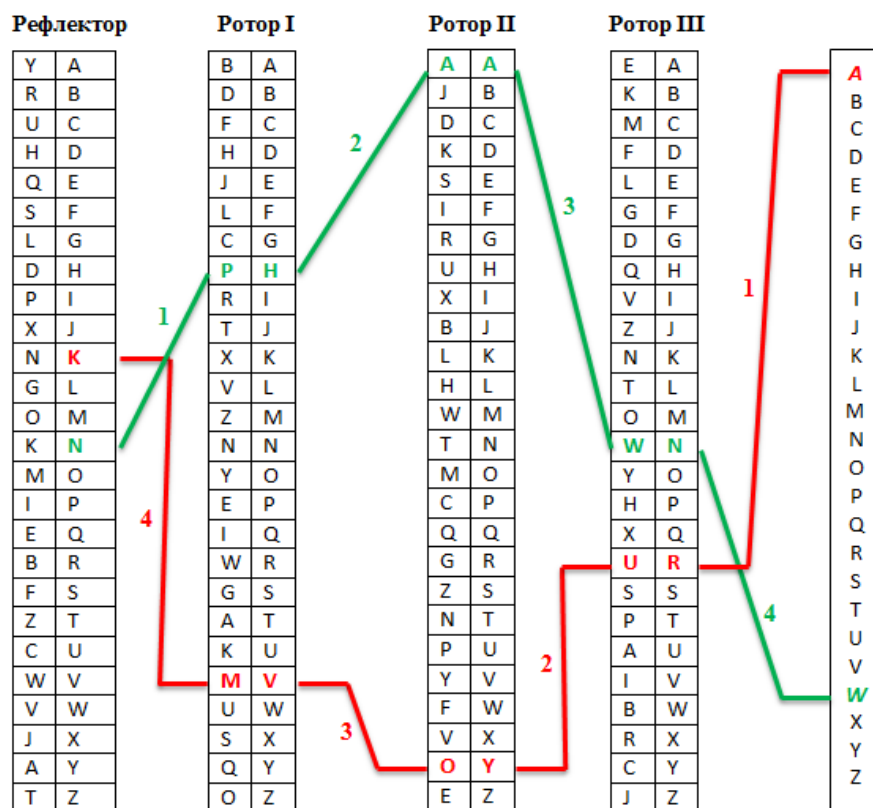 Рефлектор Ротор I Ротор II Ротор III
Y A B A A A E A A
R B D B J B K B B
U C F C D C M C C
H D H D 2 K D F D D
Q E J E S E L E E
S F L F I F 3 G F F
L G C G R G D G G
D H P H U H Q H H
P I R I X I V I 1 I
X J 1 T J B J Z J J
N K X K L K N K K
G L V L H L T L L
O M Z M W M O M M
K N N N T N W N N
M O Y O M O Y O O
I P E P C P H P P
E Q 4 I Q Q Q X Q Q
B R W R G R U R R
F S G S Z S S S S
Z T A T N T P T 4 T
C U K U P U 2 A U U
W V M V Y V I V V
V W U W F W B W W
J X S X 3 V X R X X
A Y Q Y O Y C Y Y
T Z O Z E Z J Z Z